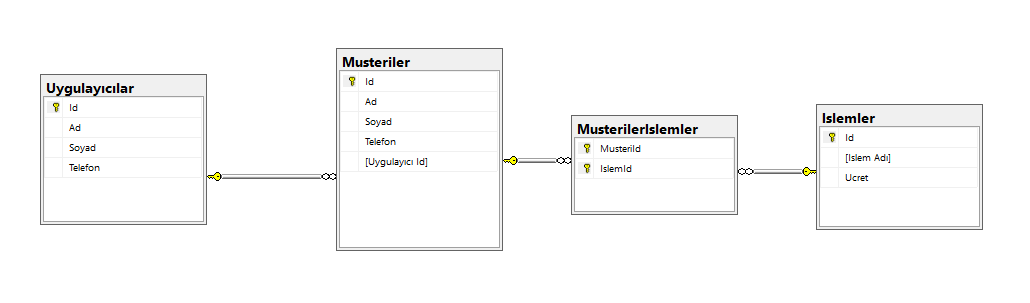 Uygulayıcılar
Id
Ad
Soyad
Telefon
Musteriler
Id
Ad
Soyad
Telefon
[Uygulayıcı Id]
MusterilerIslemler
MusteriId
IslemId
Islemler
Id
[Islem Adı]
Ucret